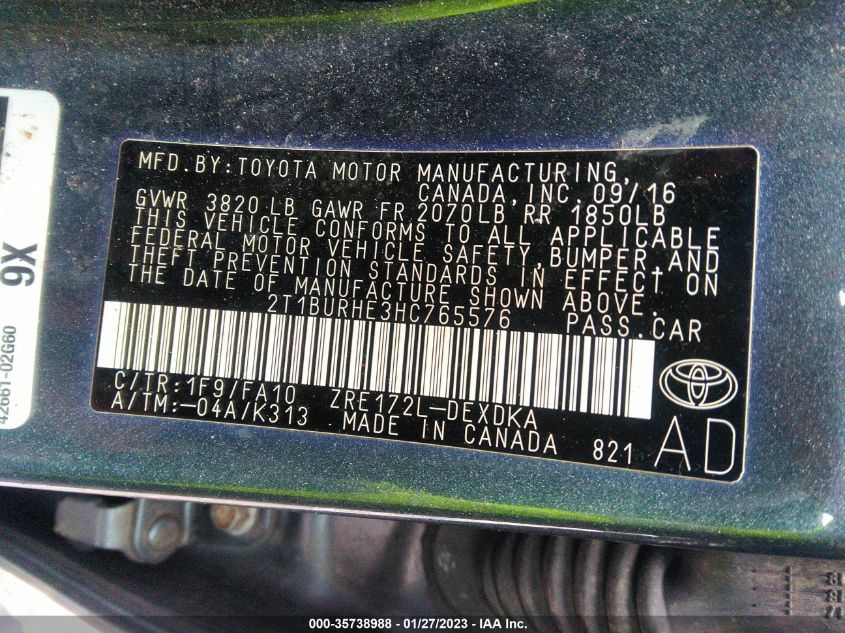 MFD. BY: TOYOTA MOTOR MANUFACTURING,
CANADA, INC. 09/16
GVWR 3820 LB GAWR FR 2070LB, RR 1850LB
THIS VEHICLE CONFORMS TO ALL APPLICABLE
FEDERAL MOTOR VEHICLE SAFETY, BUMPER, AND
THEFT PREVENTION STANDARDS IN EFFECT ON
THE DATE OF MANUFACTURE SHOWN ABOVE.
2T1BURHE3HC765576 PASS. CAR
C/TR: 1F9/FA10 ZRE172L-DEXDKA
A/TM: -04A/K313 MADE IN CANADA 821
AD
9X
42661-02G60
000-35738988 - 01/27/2023 - IAA Inc.